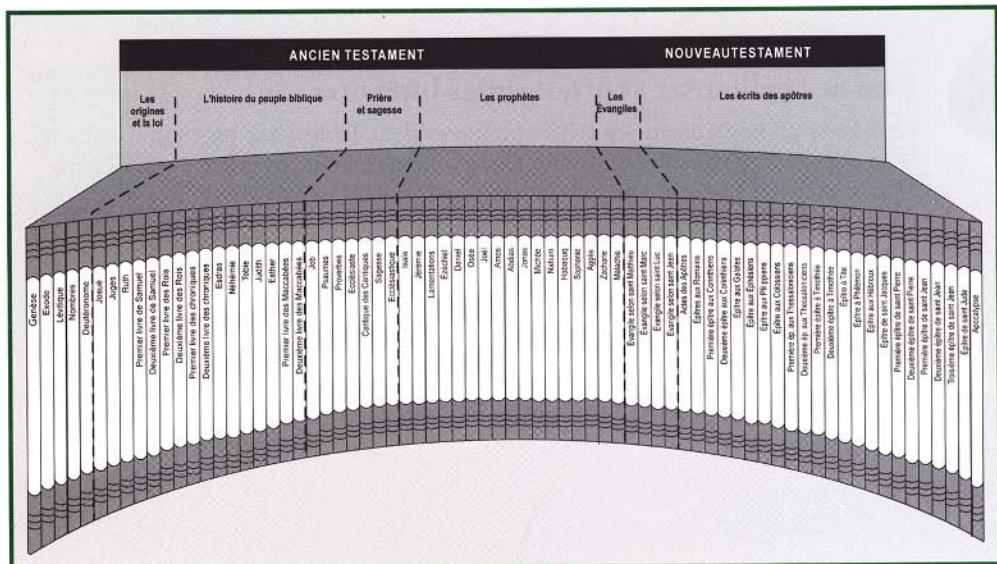 ANCIEN TESTAMENT
NOUVEAUTESTAMENT
Les
origines
et la loi
L'histoire du peuple biblique
Prière
et sagesse
Les prophètes
Les
Évangiles
Les écrits des apôtres
Genèse
Exode
Lévitique
Nombres
Deutéronome
Josué
Juges
Ruth
Premier livre de Samuel
Deuxième livre de Samuel
Premier livre des Rois
Deuxième livre des Rois
Premier livre des chroniques
Deuxième livre des chroniques
Esdras
Néhémie
Tobie
Judith
Esther
Premier livre des Maccabées
Deuxième livre des Maccabées
Job
Psaumes
Proverbes
Ecclésiaste
Cantique des Cantiques
Sagesse
Ecclésiastique
Isaïe
Jérémie
Lamentations
Ézéchiel
Daniel
Osée
Joël
Amos
Abdias
Jonas
Michée
Nahum
Habaquq
Sophonie
Aggée
Zacharie
Malachie
Évangile selon saint Matthieu
Évangile selon saint Marc
Évangile selon saint Luc
Évangile selon saint Jean
Actes des Apôtres
Épîtres aux Romains
Première épître aux Corinthiens
Deuxième épître aux Corinthiens
Épître aux Galates
Épître aux Éphésiens
Épître aux Philippiens
Épître aux Colossiens
Première ép. aux Thessaloniciens
Deuxième ép. aux Thessaloniciens
Première épître à Timothée
Deuxième épître à Timothée
Épître à Tite
Épître à Philémon
Épître aux Hébreux
Épître de saint Jacques
Première épître de saint Pierre
Deuxième épître de saint Pierre
Première épître de saint Jean
Deuxième épître de saint Jean
Troisième épître de saint Jean
Épître de saint Jude
Apocalypse